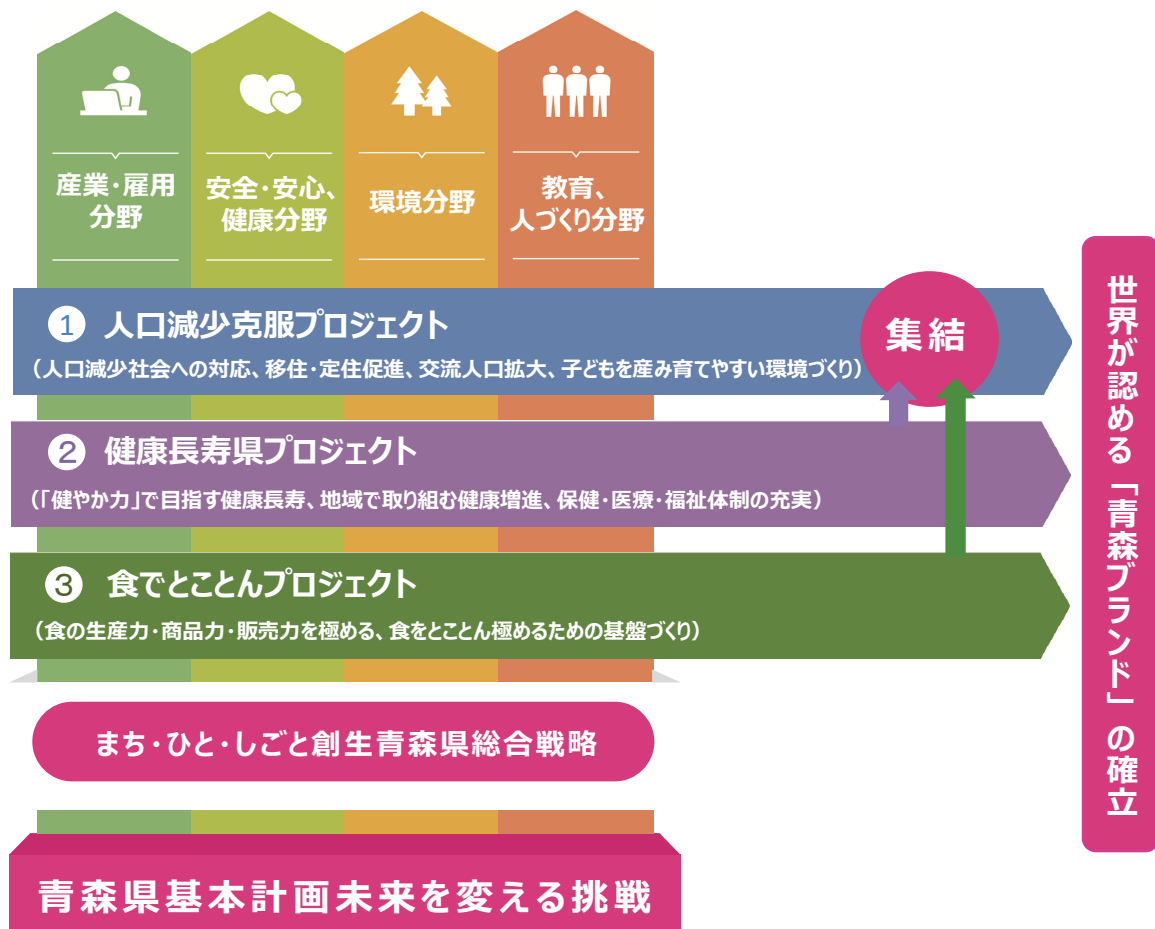 産業・雇用
分野
安全・安心、
健康分野
環境分野
教育、
人づくり分野
1 人口減少克服プロジェクト
（人口減少社会への対応、移住・定住促進、交流人口拡大、子どもを産み育てやすい環境づくり）
集結
2 健康長寿県プロジェクト
（「健やか力」で目指す健康長寿、地域で取り組む健康増進、保健・医療・福祉体制の充実）
3 食でとことんプロジェクト
（食の生産力・商品力・販売力を極める、食をとことん極めるための基盤づくり）
世界が認める「青森ブランド」の確立
まち・ひと・しごと創生青森県総合戦略
青森県基本計画未来を変える挑戦